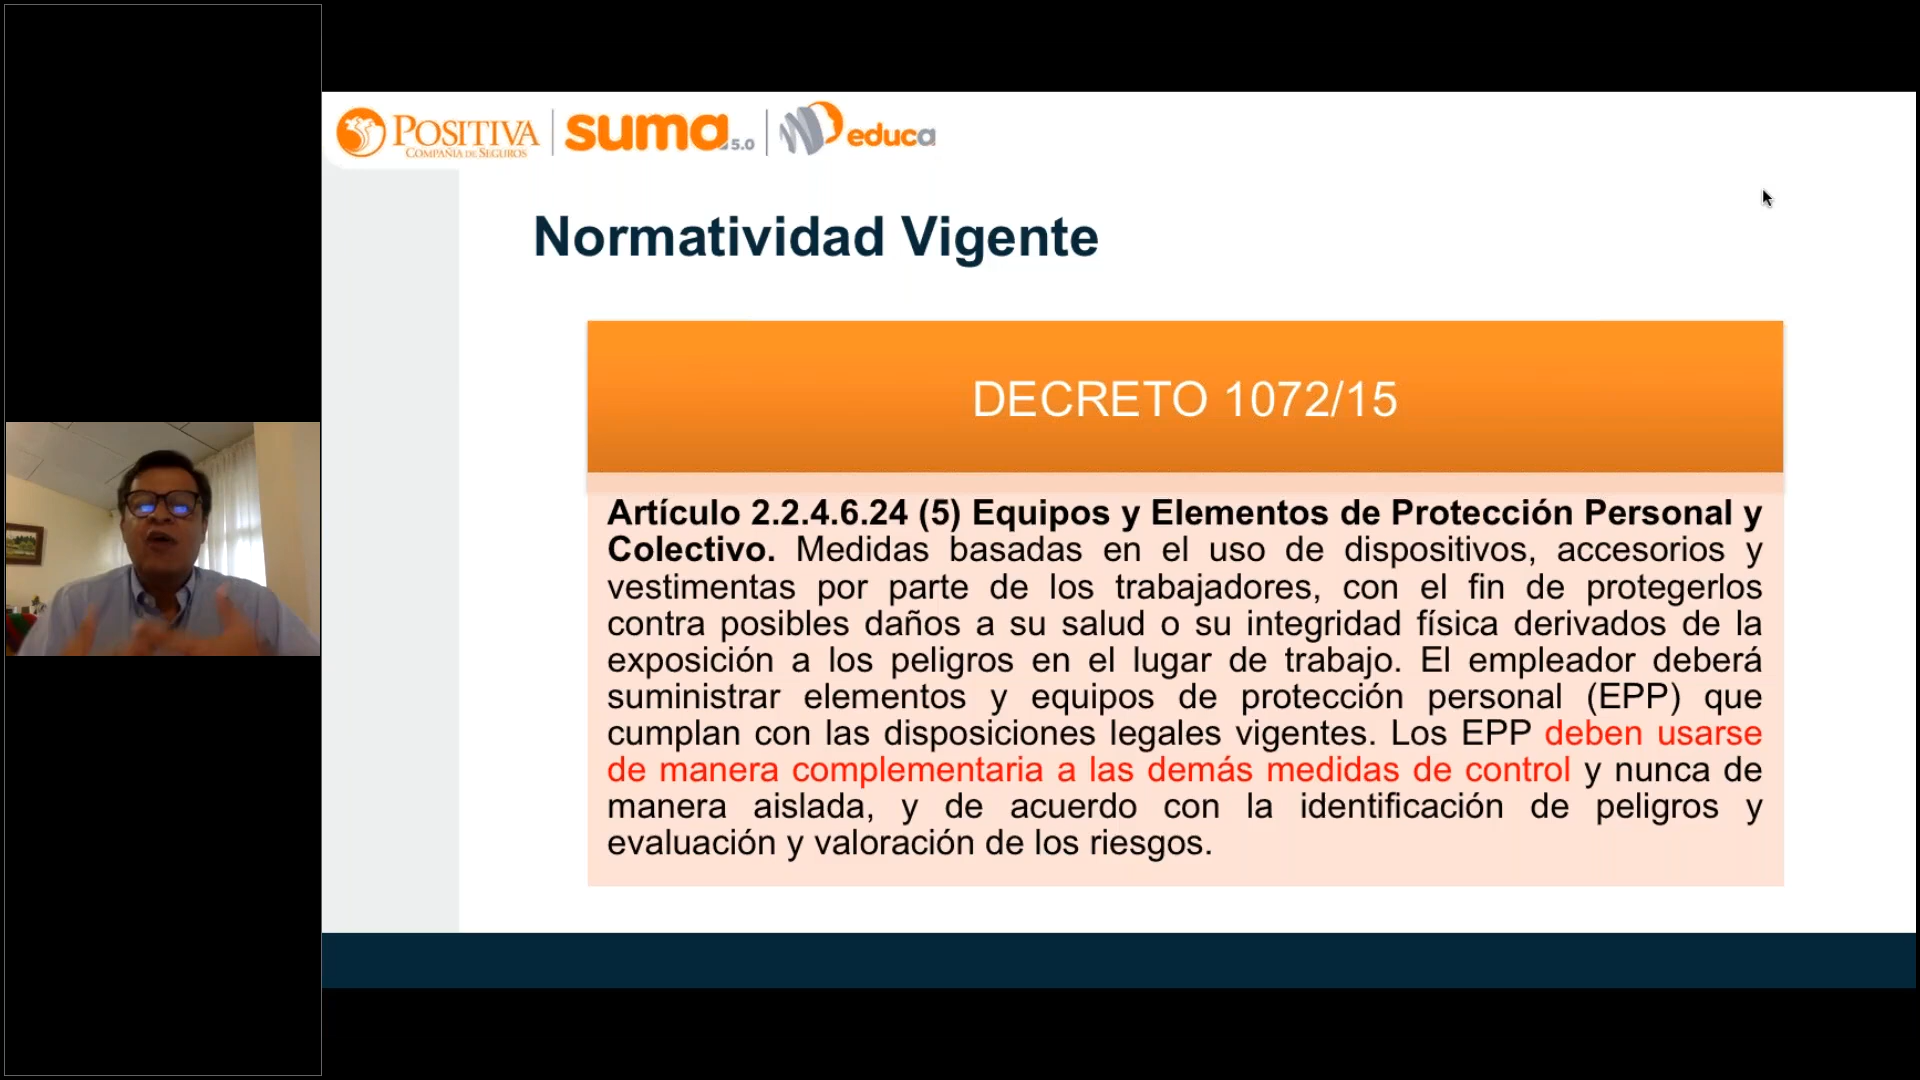 POSITIVA
COMPAÑIA DE SEGUROS
suma 5.0
educa
Normatividad Vigente
DECRETO 1072/15
Artículo 2.2.4.6.24 (5) Equipos y Elementos de Protección Personal y
Colectivo. Medidas basadas en el uso de dispositivos, accesorios y
vestimentas por parte de los trabajadores, con el fin de protegerlos
contra posibles daños a su salud o su integridad física derivados de la
exposición a los peligros en el lugar de trabajo. El empleador deberá
suministrar elementos y equipos de protección personal (EPP) que
cumplan con las disposiciones legales vigentes. Los EPP deben usarse
de manera complementaria a las demás medidas de control y nunca de
manera aislada, y de acuerdo con la identificación de peligros y
evaluación y valoración de los riesgos.